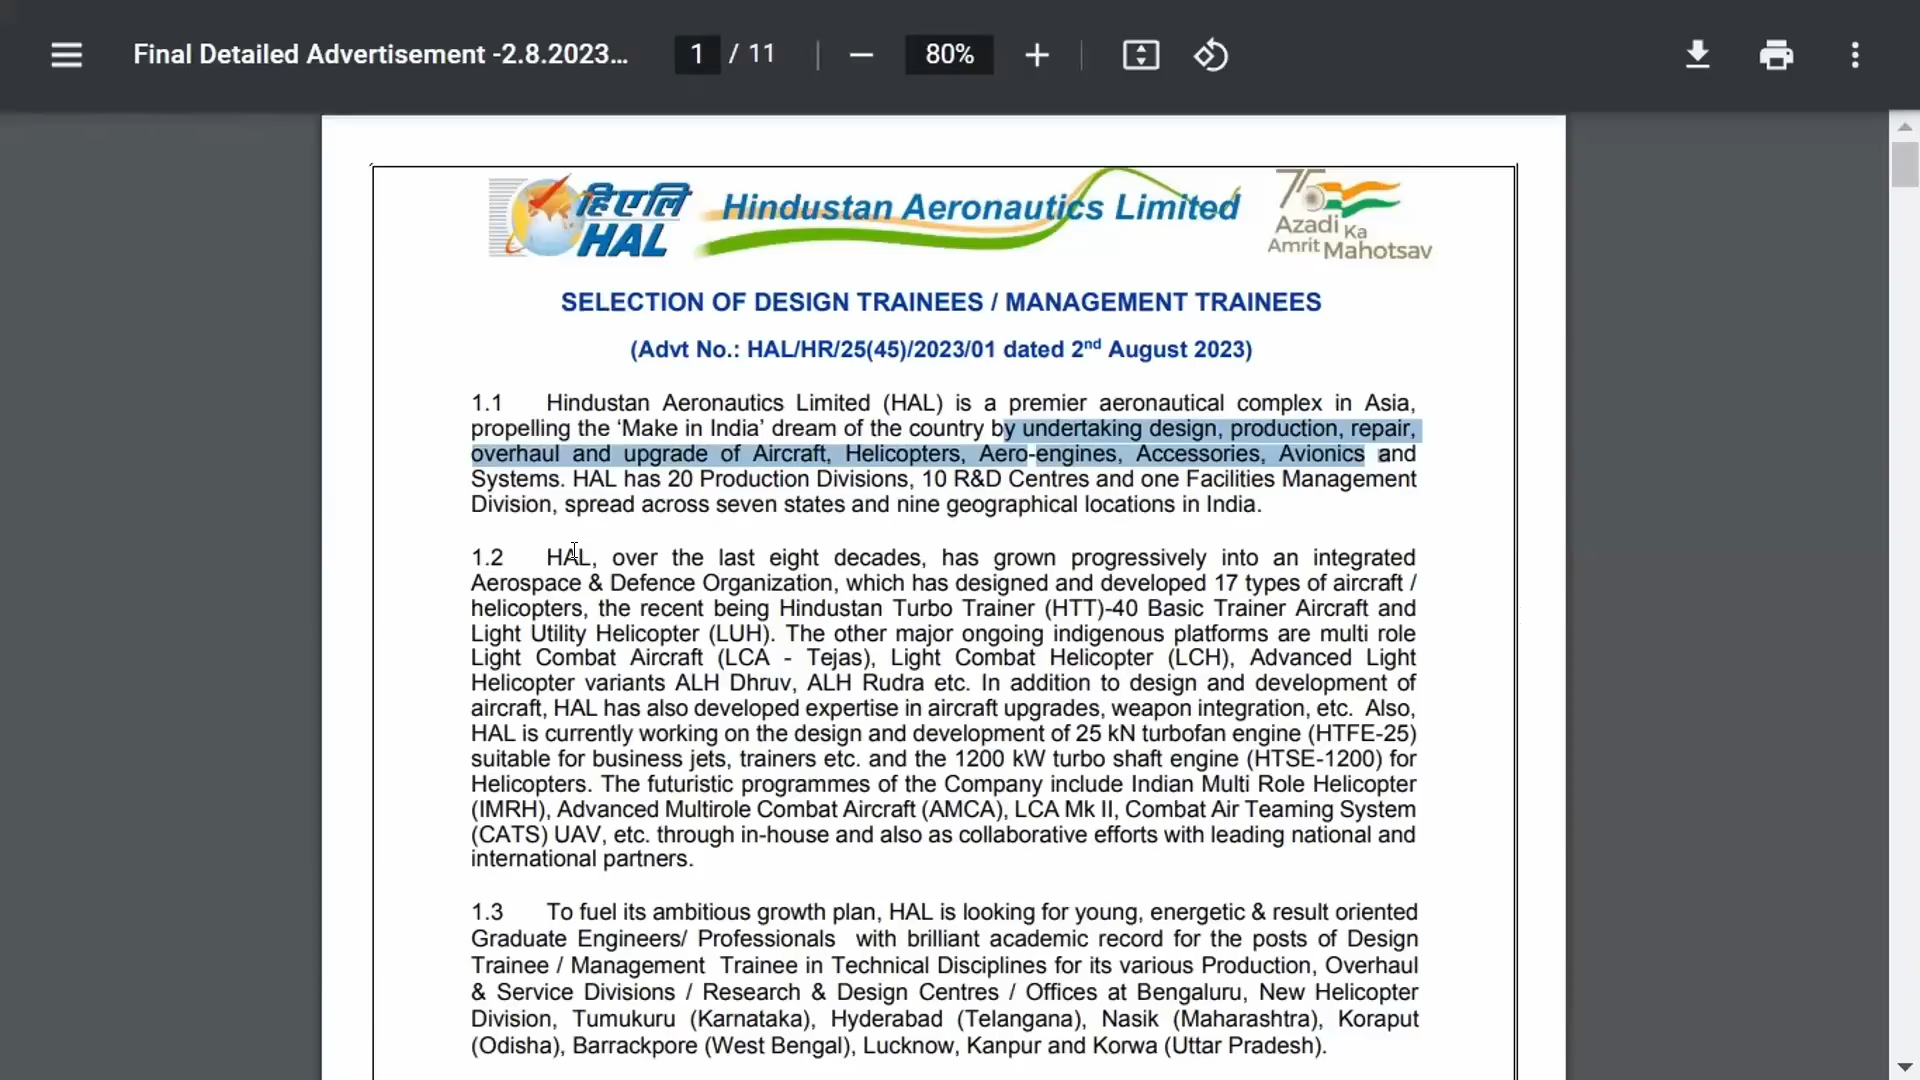 Final Detailed Advertisement -2.8.2023...
1 / 11
80%
हिएएलि
HAL
Hindustan Aeronautics Limited
75
Azadi Ka
Amrit Mahotsav
SELECTION OF DESIGN TRAINEES / MANAGEMENT TRAINEES
(Advt No.: HAL/HR/25(45)/2023/01 dated 2nd August 2023)
1.1 Hindustan Aeronautics Limited (HAL) is a premier aeronautical complex in Asia,
propelling the ‘Make in India’ dream of the country by undertaking design, production, repair,
overhaul and upgrade of Aircraft, Helicopters, Aero-engines, Accessories, Avionics and
Systems. HAL has 20 Production Divisions, 10 R&D Centres and one Facilities Management
Division, spread across seven states and nine geographical locations in India.
1.2 HAL, over the last eight decades, has grown progressively into an integrated
Aerospace & Defence Organization, which has designed and developed 17 types of aircraft /
helicopters, the recent being Hindustan Turbo Trainer (HTT)-40 Basic Trainer Aircraft and
Light Utility Helicopter (LUH). The other major ongoing indigenous platforms are multi role
Light Combat Aircraft (LCA - Tejas), Light Combat Helicopter (LCH), Advanced Light
Helicopter variants ALH Dhruv, ALH Rudra etc. In addition to design and development of
aircraft, HAL has also developed expertise in aircraft upgrades, weapon integration, etc. Also,
HAL is currently working on the design and development of 25 kN turbofan engine (HTFE-25)
suitable for business jets, trainers etc. and the 1200 kW turbo shaft engine (HTSE-1200) for
Helicopters. The futuristic programmes of the Company include Indian Multi Role Helicopter
(IMRH), Advanced Multirole Combat Aircraft (AMCA), LCA Mk II, Combat Air Teaming System
(CATS) UAV, etc. through in-house and also as collaborative efforts with leading national and
international partners.
1.3 To fuel its ambitious growth plan, HAL is looking for young, energetic & result oriented
Graduate Engineers/ Professionals with brilliant academic record for the posts of Design
Trainee / Management Trainee in Technical Disciplines for its various Production, Overhaul
& Service Divisions / Research & Design Centres / Offices at Bengaluru, New Helicopter
Division, Tumukuru (Karnataka), Hyderabad (Telangana), Nasik (Maharashtra), Koraput
(Odisha), Barrackpore (West Bengal), Lucknow, Kanpur and Korwa (Uttar Pradesh).